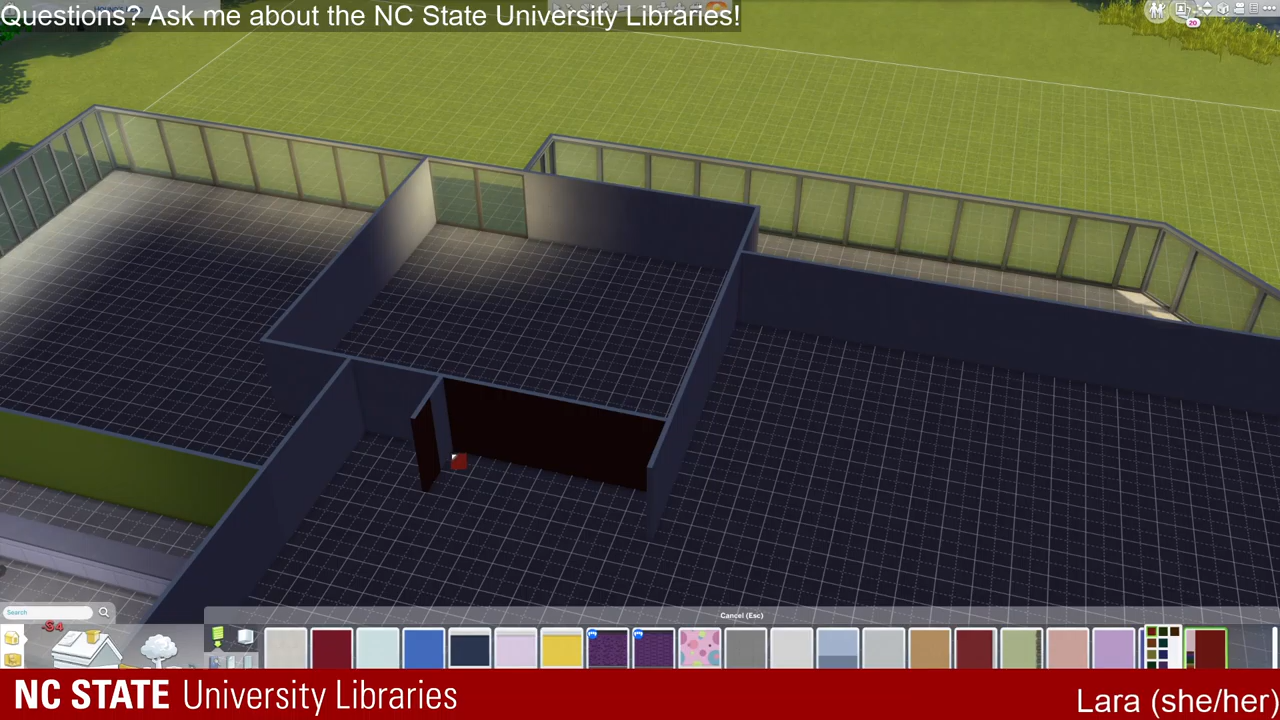 Questions? Ask me about the NC State University Libraries!
20
Search
Cancel (Esc)
NC STATE University Libraries
Lara (she/her)